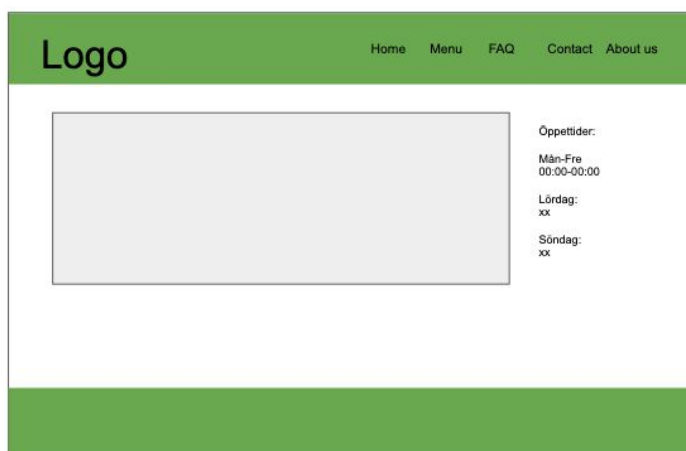 Logo
Home Menu FAQ Contact About us
Öppettider:
Mån-Fre
00:00-00:00
Lördag:
xx
Söndag:
xx